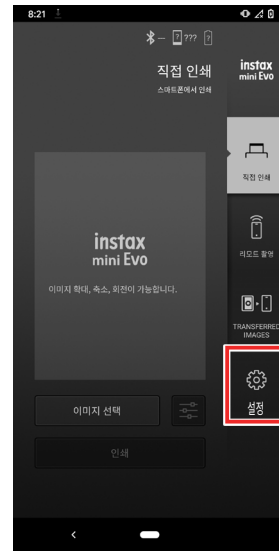 8:21
???
직접 인쇄
스마트폰에서 인쇄
instax
mini Evo
이미지 확대, 축소, 회전이 가능합니다.
이미지 선택
인쇄
instax
mini Evo
직접 인쇄
리모트 촬영
TRANSFERRED
IMAGES
설정